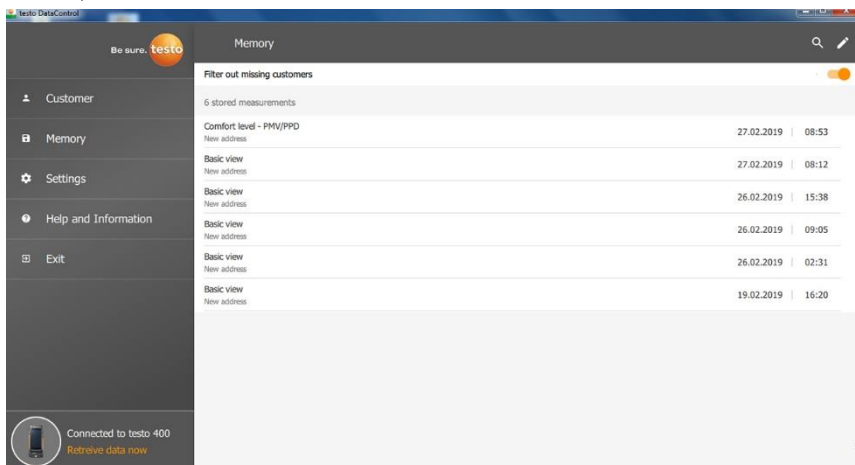 testo DataControl
Be sure. testo
Memory
Filter out missing customers
Customer
6 stored measurements
Memory
Comfort level - PMV/PPD
New address
27.02.2019 | 08:53
Basic view
New address
27.02.2019 | 08:12
Settings
Basic view
New address
26.02.2019 | 15:38
Help and Information
Basic view
New address
26.02.2019 | 09:05
Exit
Basic view
New address
26.02.2019 | 02:31
Basic view
New address
19.02.2019 | 16:20
Connected to testo 400
Retreive data now